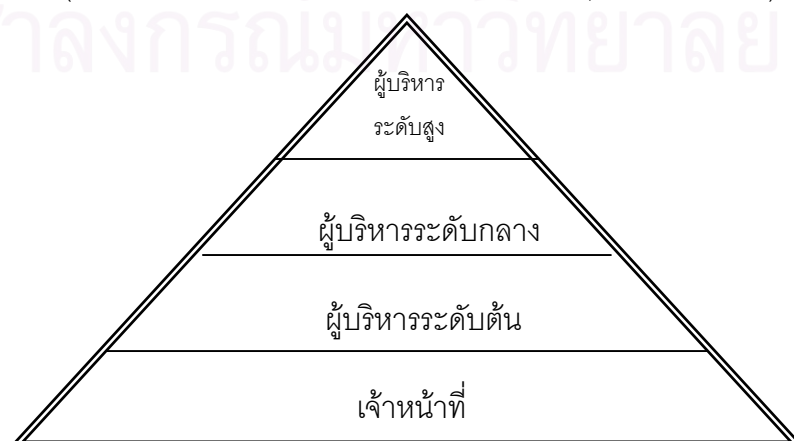 ผู้บริหาร
ระดับสูง
ผู้บริหารระดับกลาง
ผู้บริหารระดับต้น
เจ้าหน้าที่